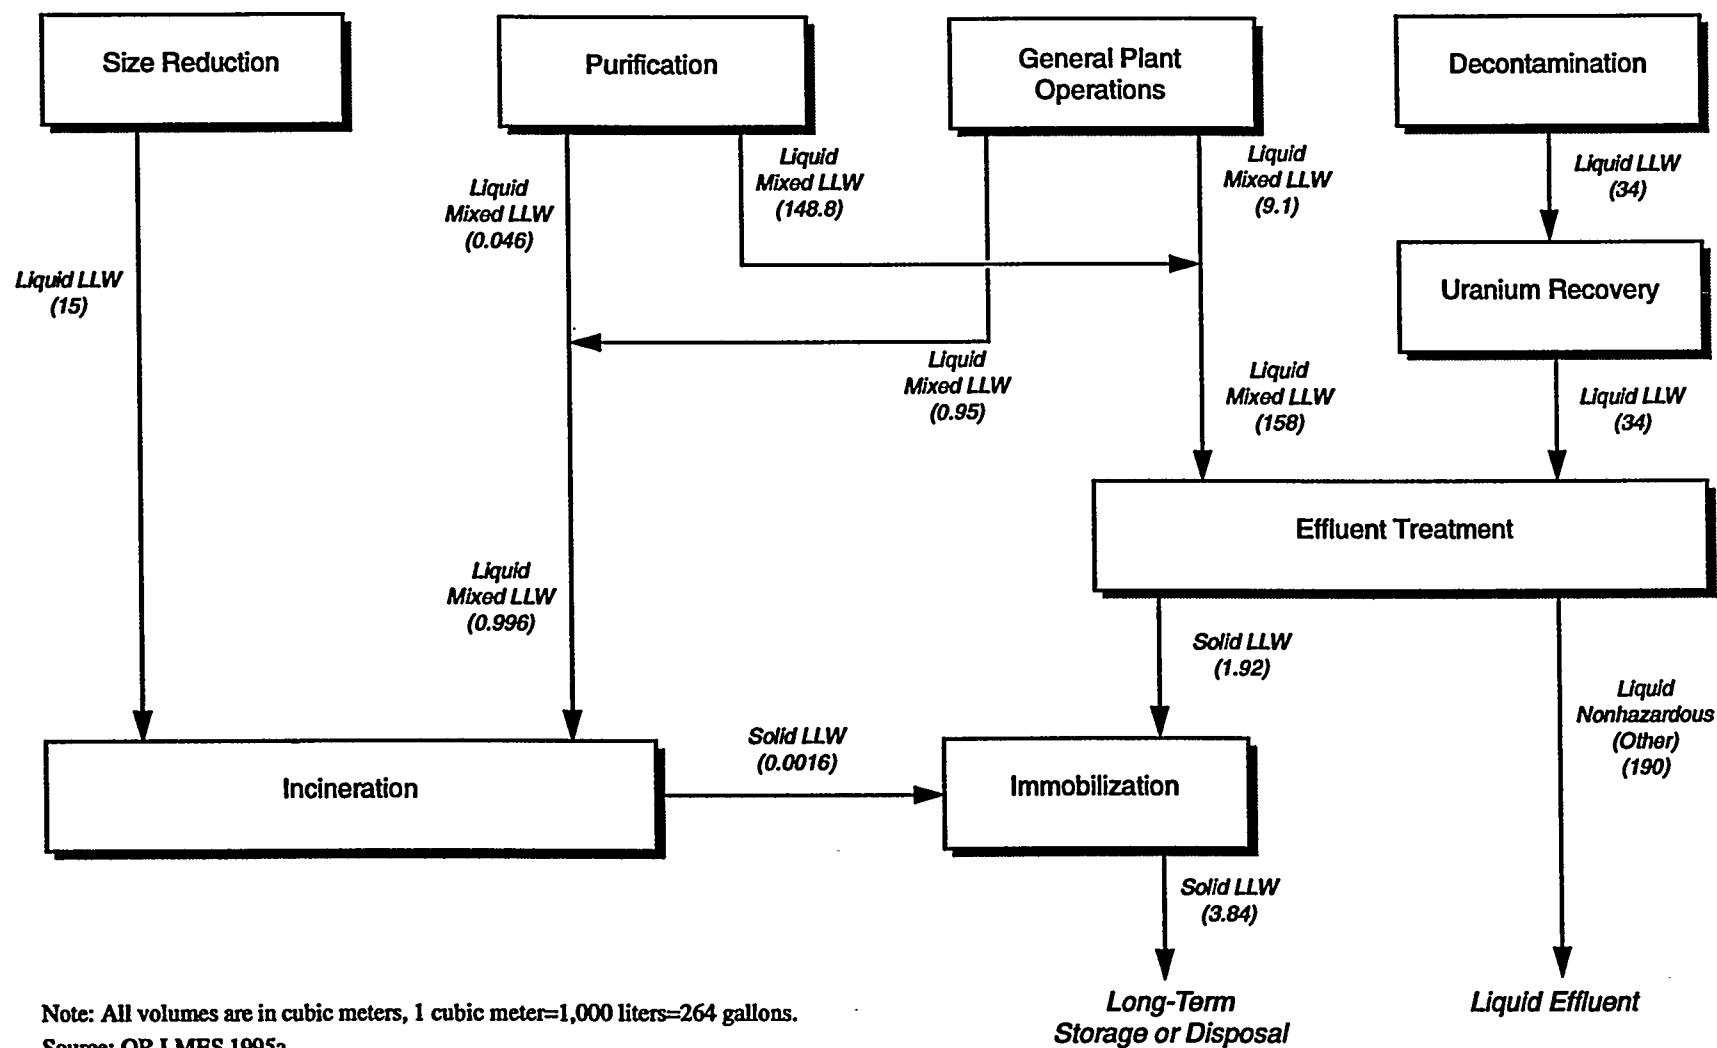 Size Reduction
Purification
General Plant
Operations
Decontamination
Liquid
Mixed LLW
(0.046)
Liquid
Mixed LLW
(148.8)
Liquid
Mixed LLW
(9.1)
Liquid LLW
(34)
Liquid LLW
(15)
Uranium Recovery
Liquid
Mixed LLW
(0.95)
Liquid
Mixed LLW
(158)
Liquid LLW
(34)
Effluent Treatment
Liquid
Mixed LLW
(0.996)
Solid LLW
(1.92)
Liquid
Nonhazardous
(Other)
(190)
Incineration
Solid LLW
(0.0016)
Immobilization
Solid LLW
(3.84)
Long-Term
Storage or Disposal
Liquid Effluent
Note: All volumes are in cubic meters, 1 cubic meter=1,000 liters=264 gallons.
Source: OR LMES 1995a